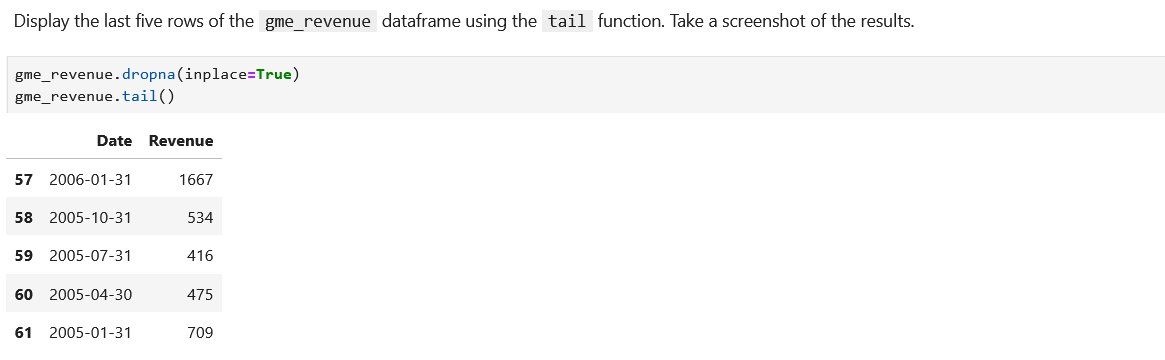 Display the last five rows of the gme_revenue dataframe using the tail function. Take a screenshot of the results.
gme_revenue.dropna(inplace=True)
gme_revenue.tail()
Date Revenue
57 2006-01-31 1667
58 2005-10-31 534
59 2005-07-31 416
60 2005-04-30 475
61 2005-01-31 709